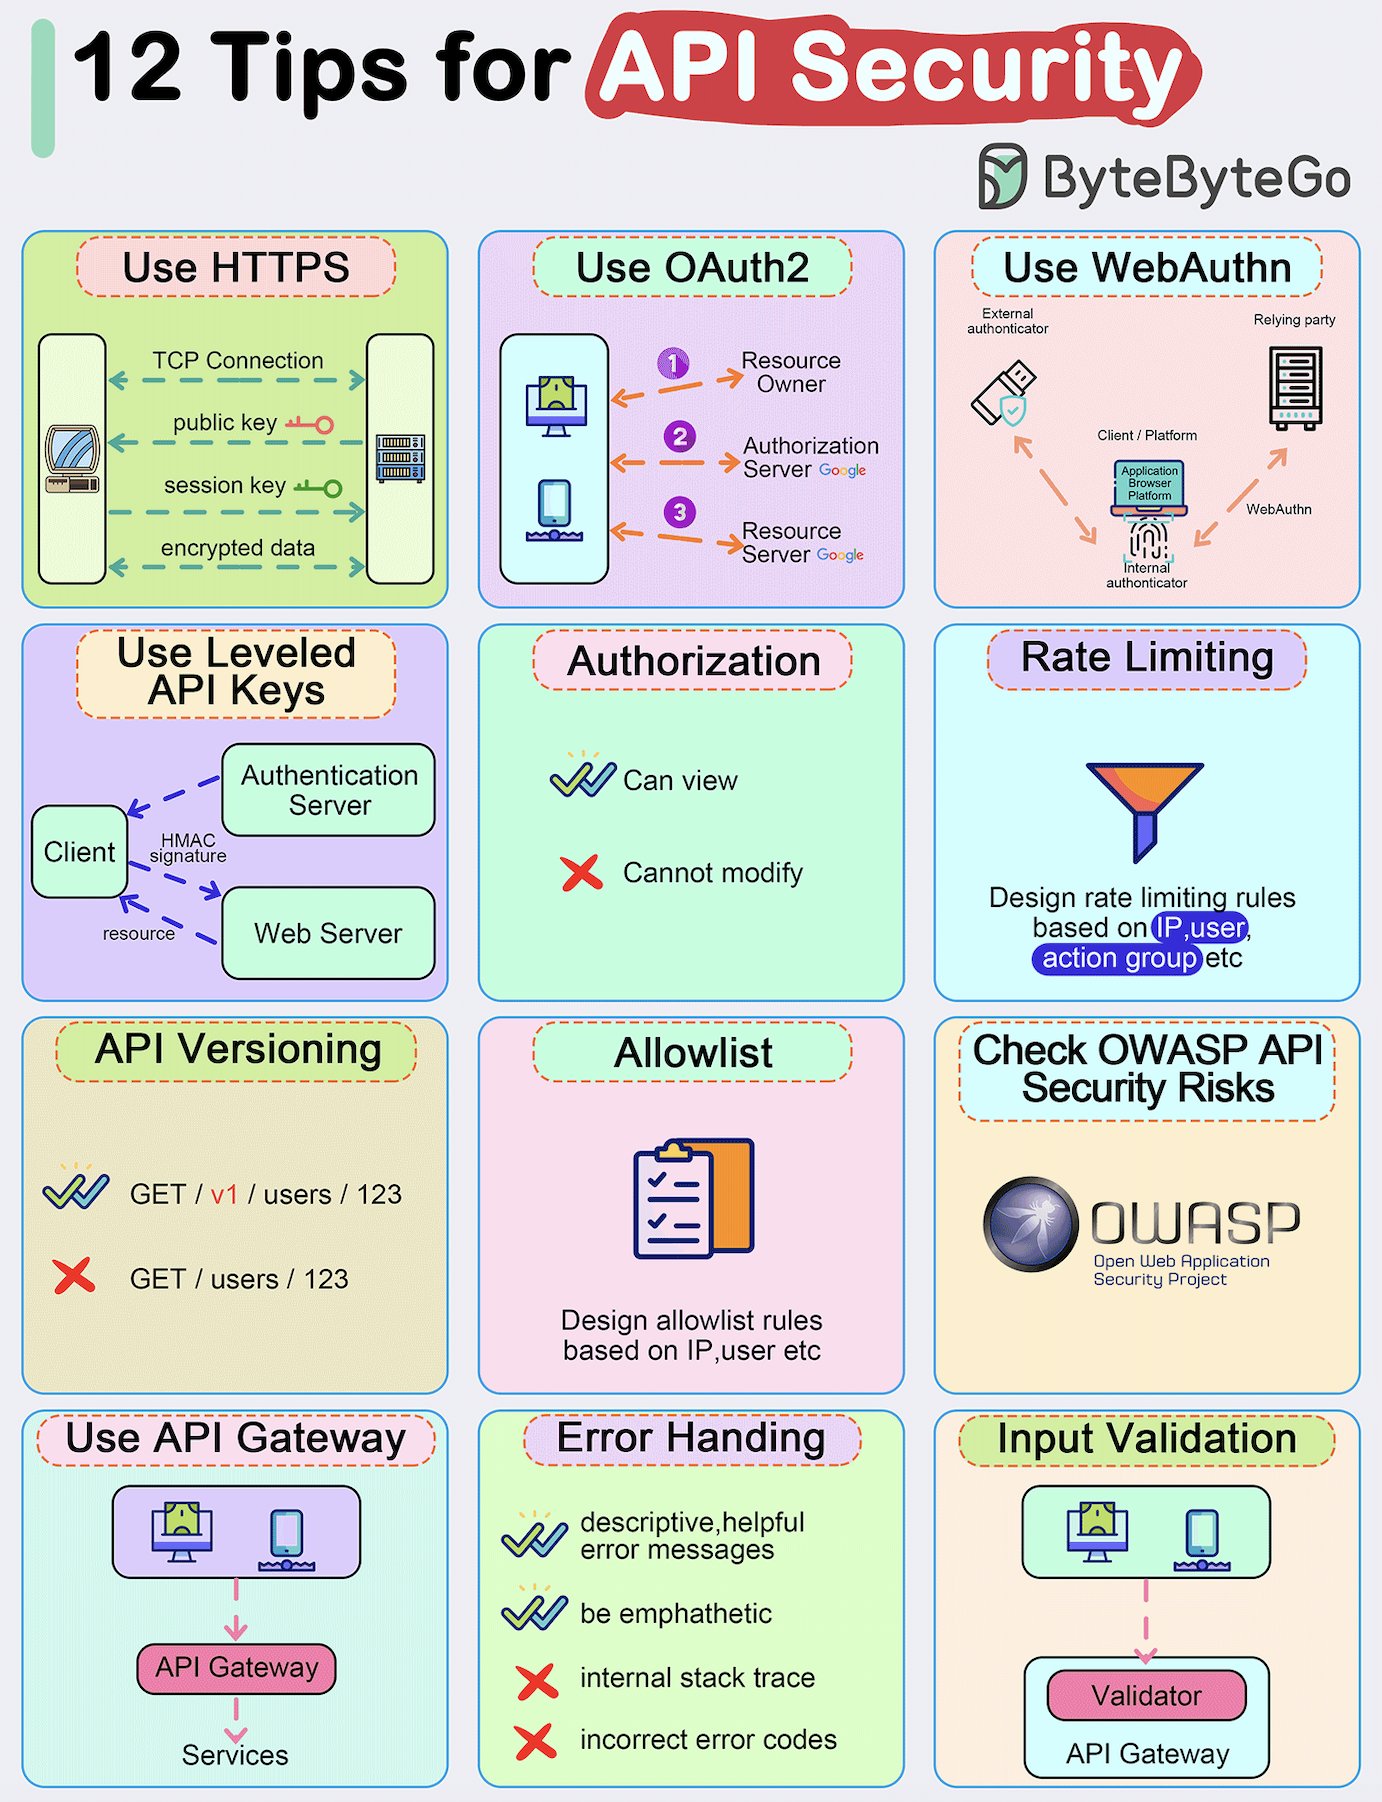 12 Tips for API Security
ByteByteGo
Use HTTPS
TCP Connection
public key
session key
encrypted data
Use OAuth2
1
Resource
Owner
2
Authorization
Server Google
3
Resource
Server Google
Use WebAuthn
External
authonticator
Relying party
Client / Platform
Application
Browser
Platform
WebAuthn
Internal
authonticator
Use Leveled
API Keys
Authentication
Server
Client
HMAC
signature
resource
Web Server
Authorization
Can view
Cannot modify
Rate Limiting
Design rate limiting rules
based on IP,user,
action group etc
API Versioning
GET / v1 / users / 123
GET / users / 123
Allowlist
Design allowlist rules
based on IP,user etc
Check OWASP API
Security Risks
OWASP
Open Web Application
Security Project
Use API Gateway
API Gateway
Services
Error Handing
descriptive,helpful
error messages
be emphathetic
internal stack trace
incorrect error codes
Input Validation
Validator
API Gateway